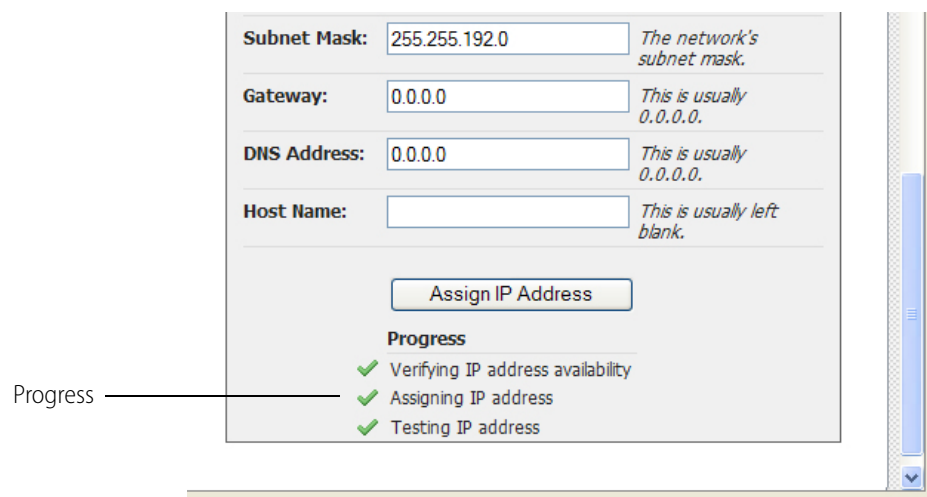 Subnet Mask: 255.255.192.0 The network's
subnet mask.
Gateway: 0.0.0.0 This is usually
0.0.0.0.
DNS Address: 0.0.0.0 This is usually
0.0.0.0.
Host Name: This is usually left
blank.
Assign IP Address
Progress
Verifying IP address availability
Progress Assigning IP address
Testing IP address